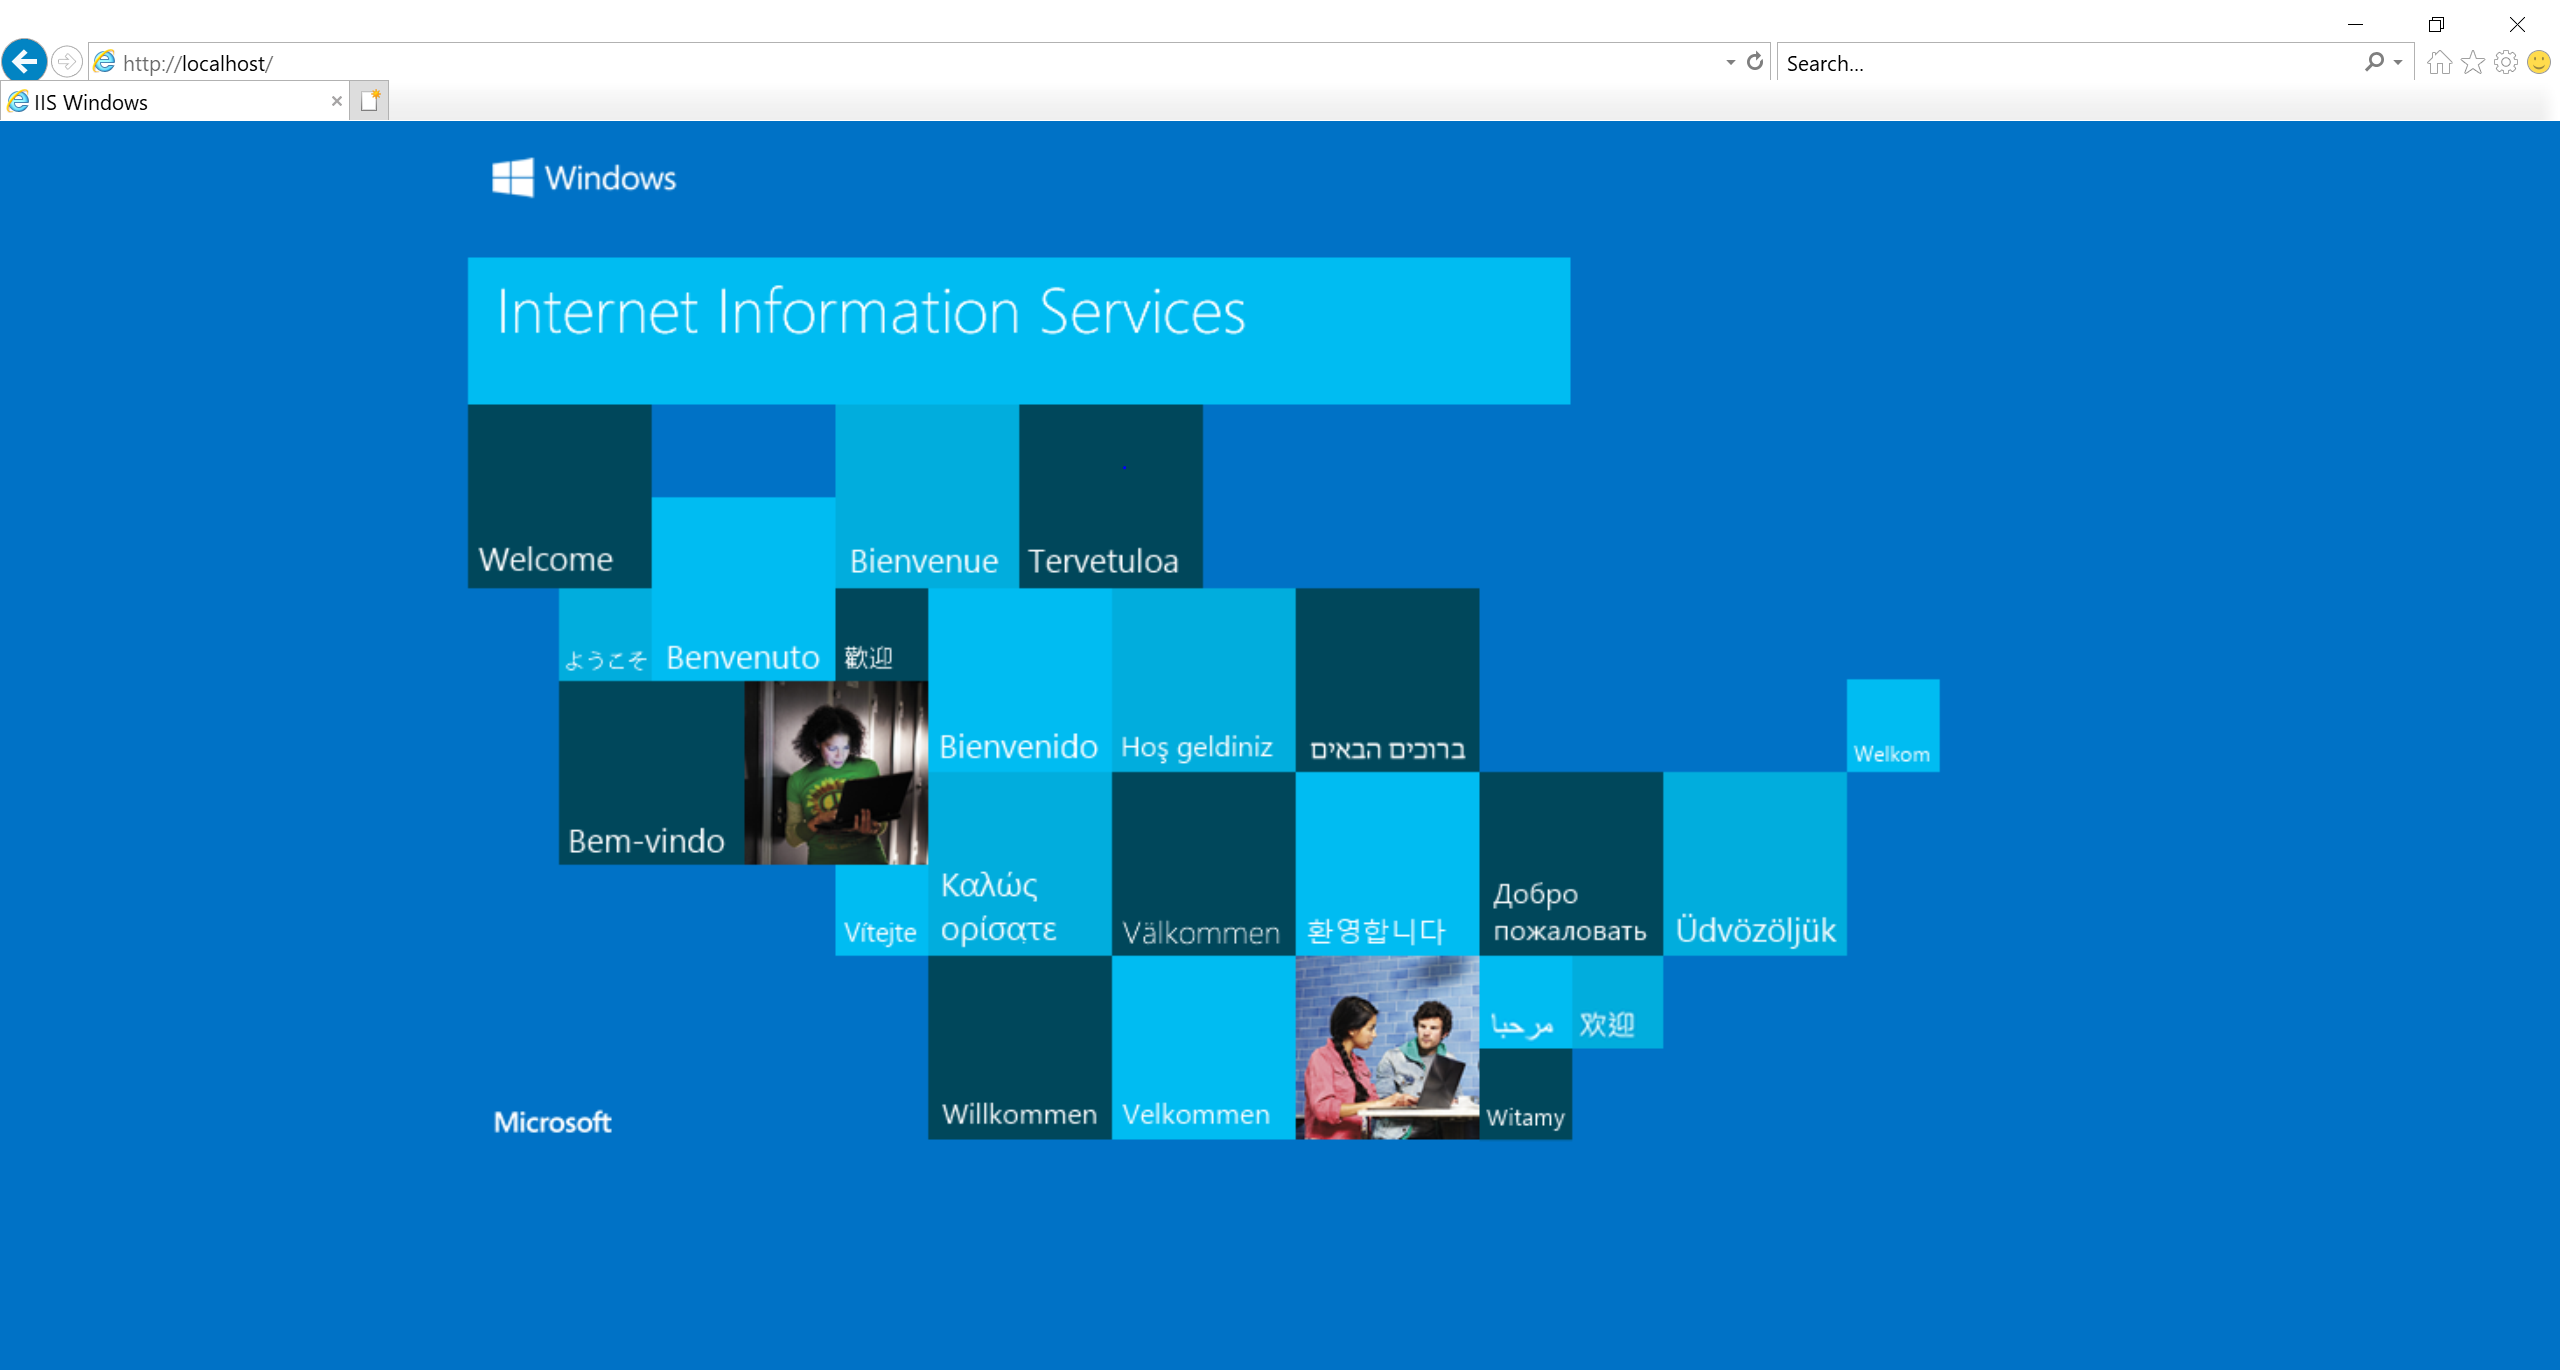 http://localhost/
Search...
IIS Windows
Windows
Internet Information Services
Welcome
Bienvenue
Tervetuloa
ようこそ
Benvenuto
歡迎
Bienvenido
Hoş geldiniz
ברוכים הבאים
Welkom
Bem-vindo
Vítejte
Καλώς
ορίσατε
Välkommen
환영합니다
Добро
пожаловать
Üdvözöljük
مرحبا
欢迎
Willkommen
Velkommen
Witamy
Microsoft